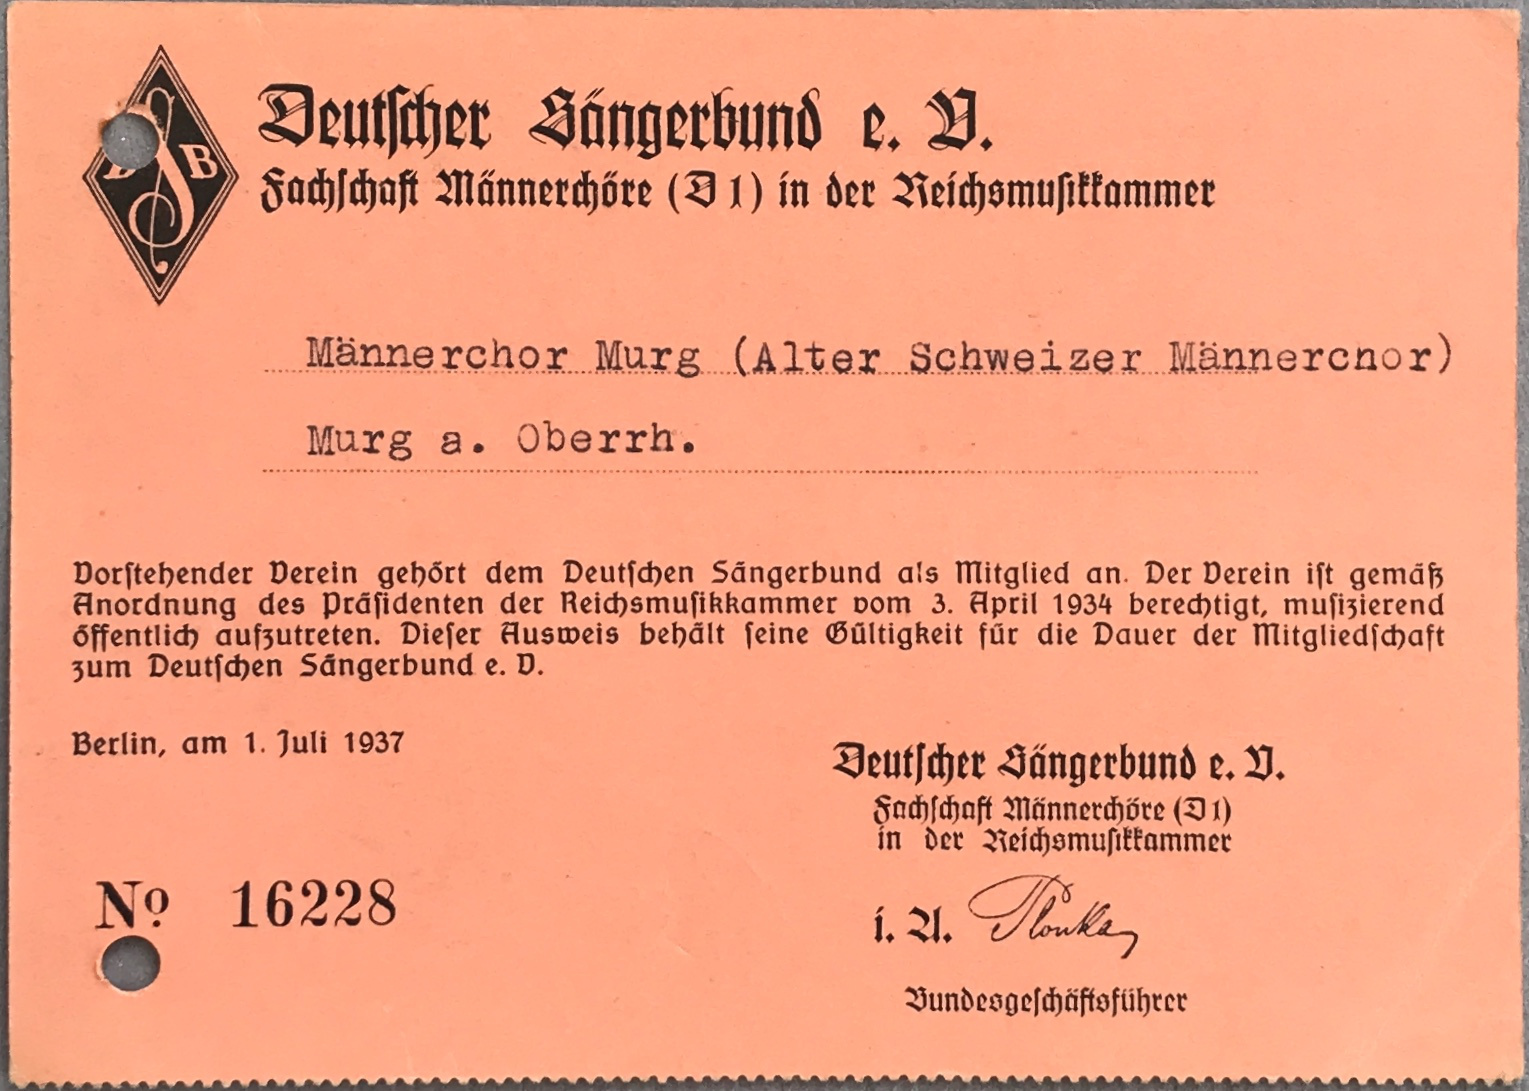 DSB
Deutscher Sängerbund e. V.
Fachschaft Männerchöre (D 1) in der Reichsmusikkammer
Männerchor Murg (Alter Schweizer Männerchor)
Murg a. Oberrh.
Vorstehender Verein gehört dem Deutschen Sängerbund als Mitglied an. Der Verein ist gemäß
Anordnung des Präsidenten der Reichsmusikkammer vom 3. April 1934 berechtigt, musizierend
öffentlich aufzutreten. Dieser Ausweis behält seine Gültigkeit für die Dauer der Mitgliedschaft
zum Deutschen Sängerbund e. V.
Berlin, am 1. Juli 1937
Deutscher Sängerbund e. V.
Fachschaft Männerchöre (D 1)
in der Reichsmusikkammer
No 16228
i. A.
Bundesgeschäftsführer